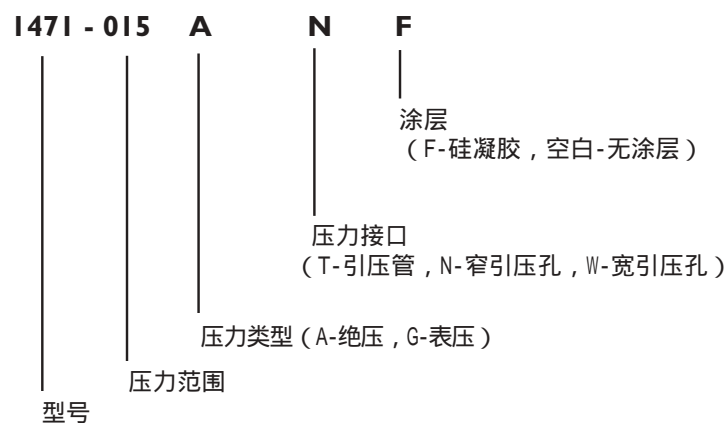 1471 - 015 A N F
涂层
（F-硅凝胶，空白-无涂层）
压力接口
（T-引压管，N-窄引压孔，W-宽引压孔）
压力类型（A-绝压，G-表压）
压力范围
型号